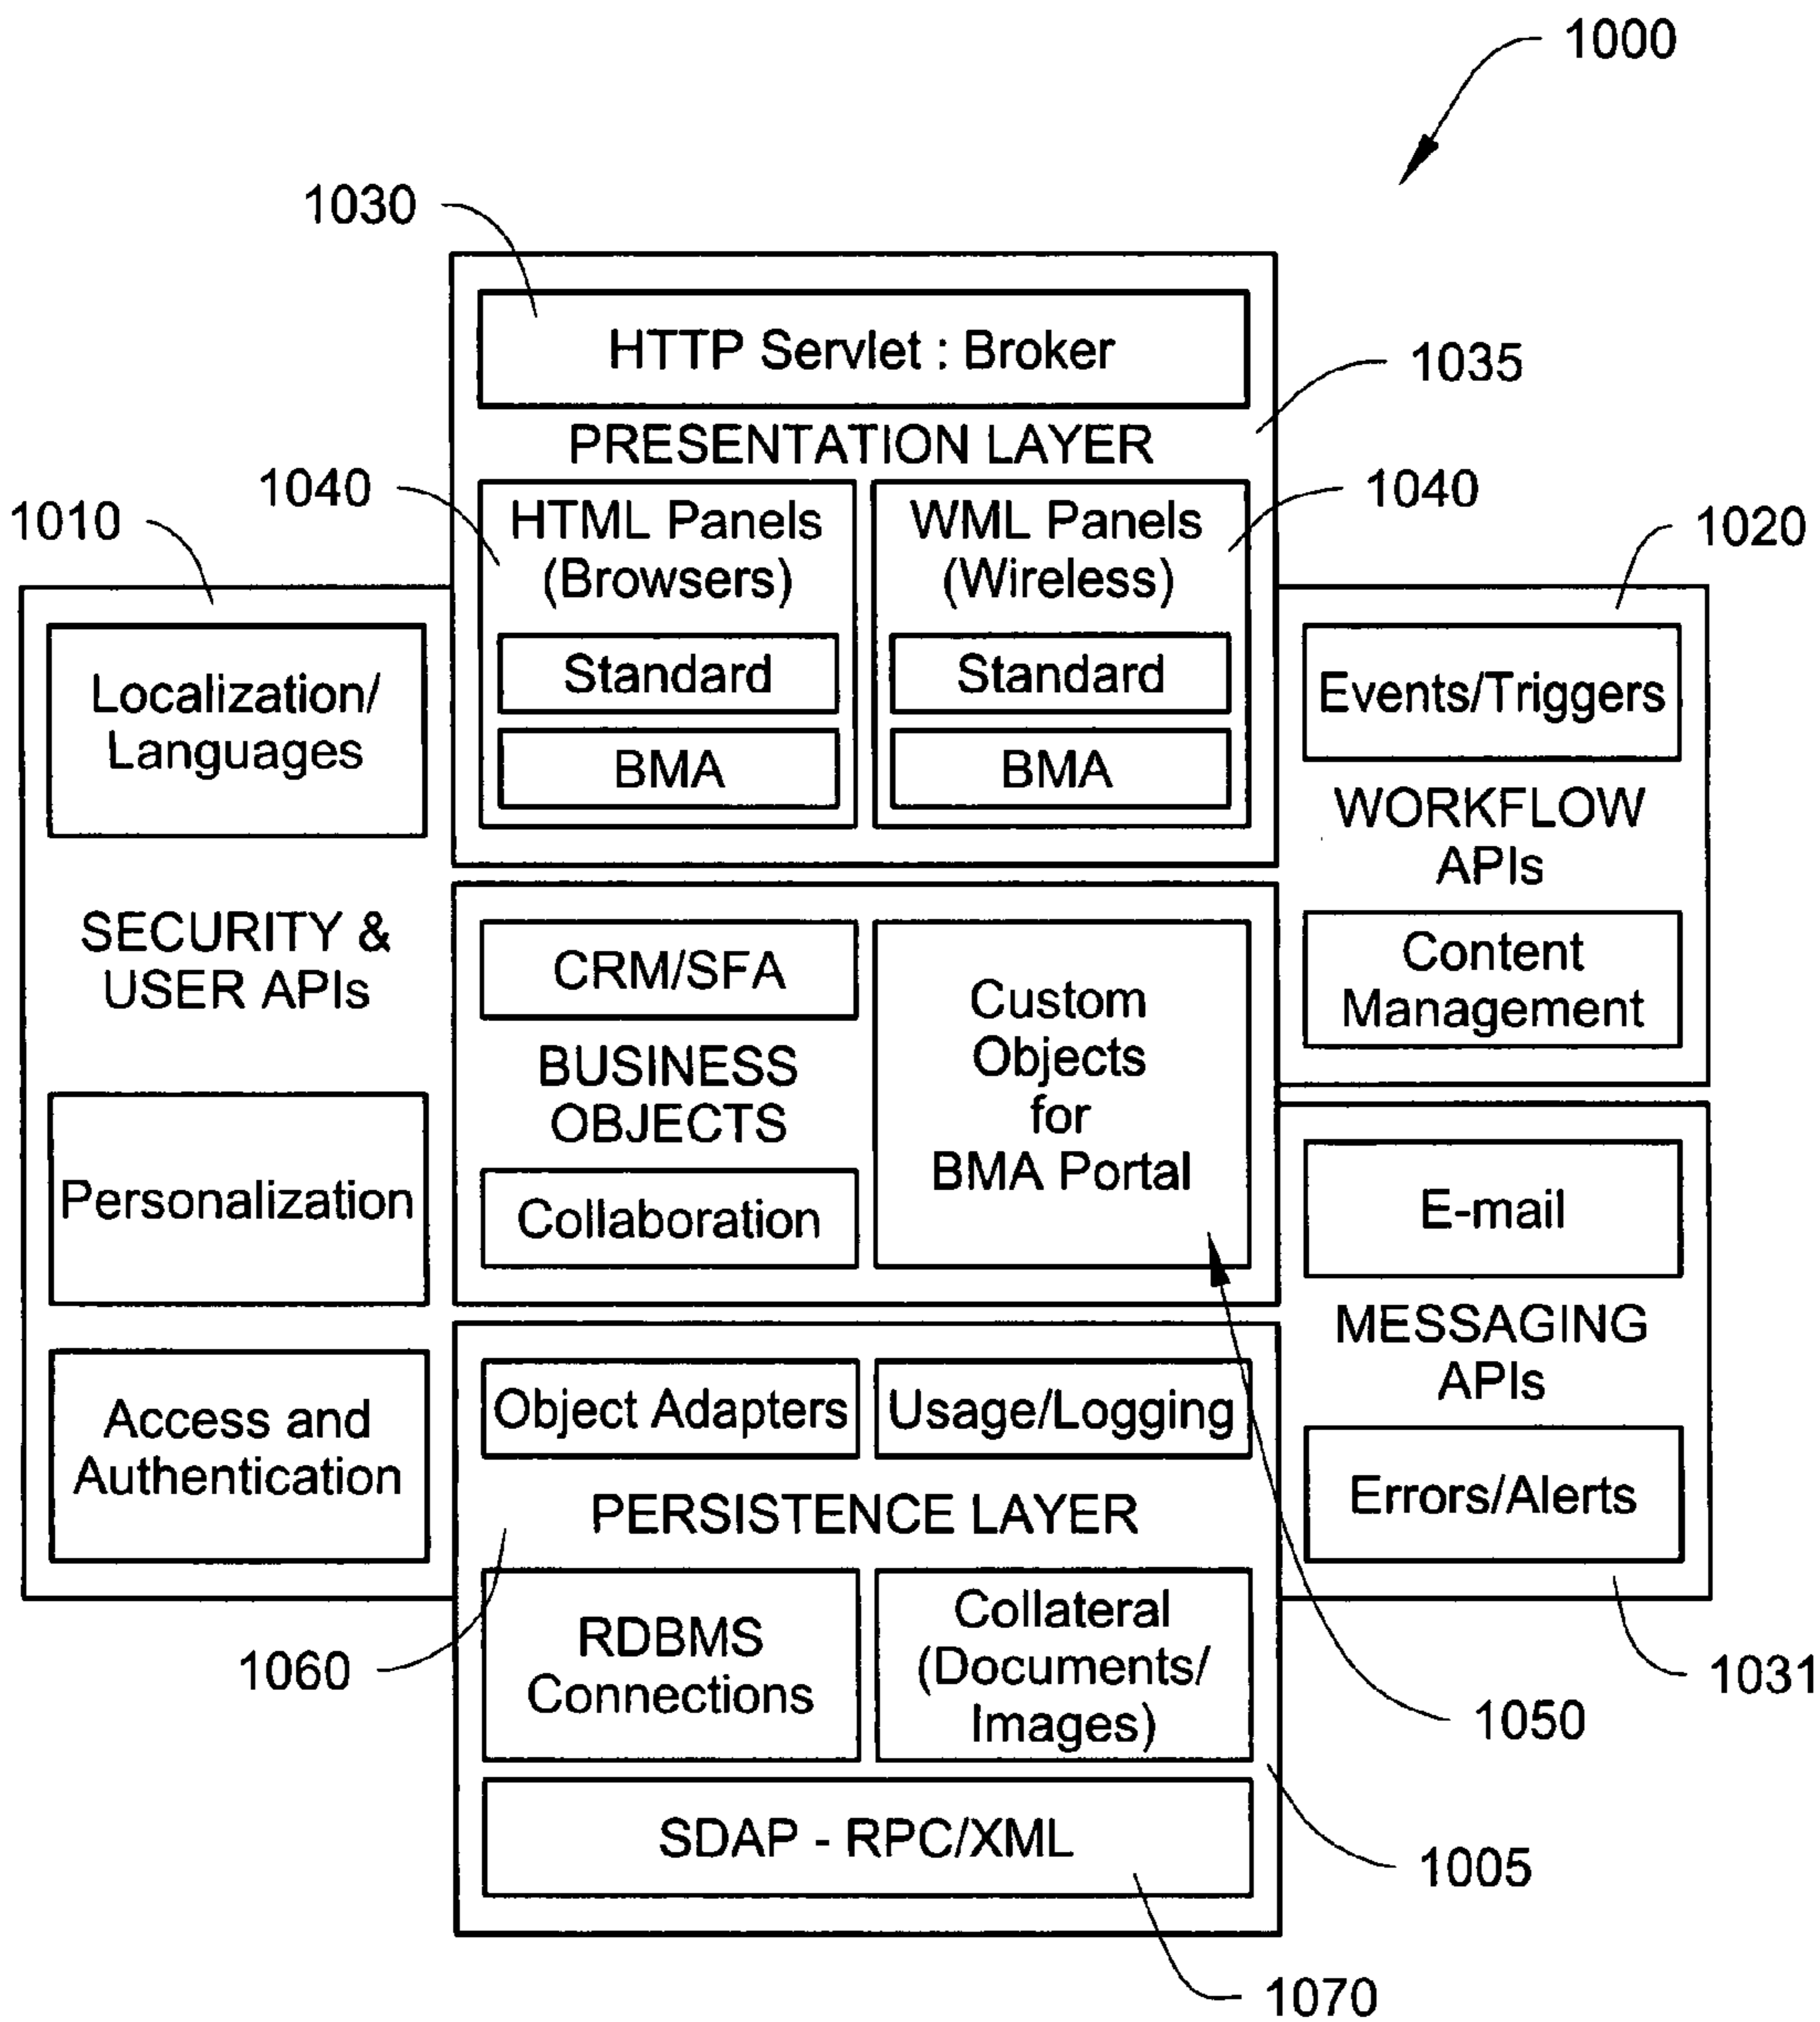 1000
1030
HTTP Servlet : Broker
1035
PRESENTATION LAYER
1040
HTML Panels
(Browsers)
Standard
BMA
WML Panels
(Wireless)
Standard
BMA
1040
1010
Localization/
Languages
SECURITY &
USER APIs
Personalization
Access and
Authentication
1020
Events/Triggers
WORKFLOW
APIs
Content
Management
CRM/SFA
BUSINESS
OBJECTS
Collaboration
Custom
Objects
for
BMA Portal
E-mail
MESSAGING
APIs
Errors/Alerts
1031
Object Adapters
Usage/Logging
PERSISTENCE LAYER
1060
RDBMS
Connections
Collateral
(Documents/
Images)
1050
SDAP - RPC/XML
1005
1070